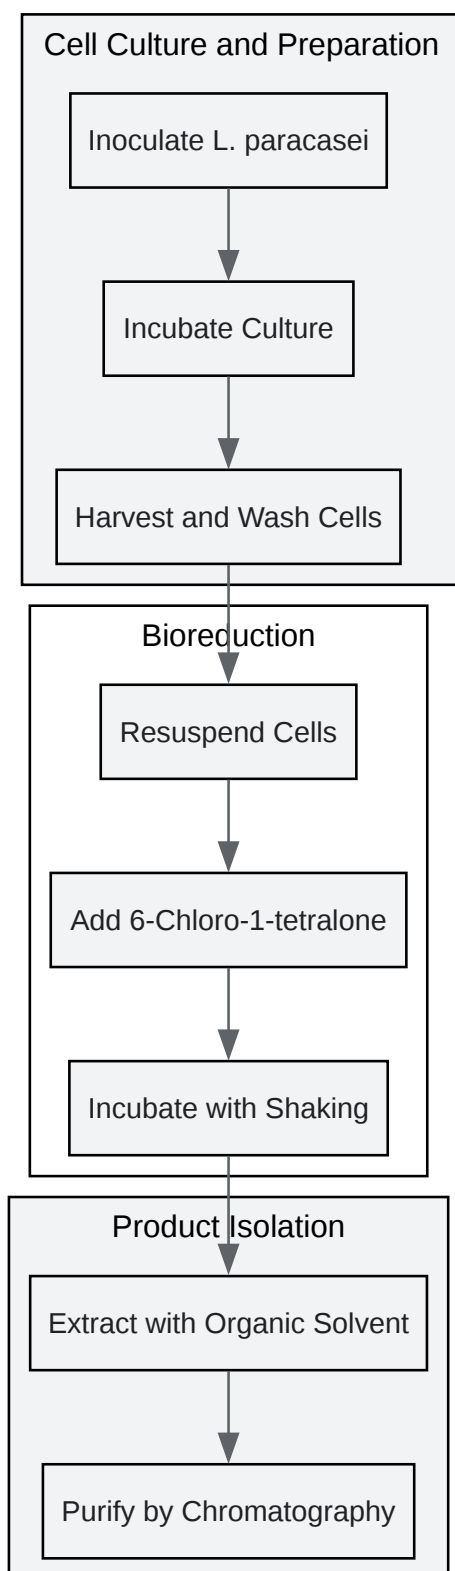 Cell Culture and Preparation
Inoculate L. paracasei
Incubate Culture
Harvest and Wash Cells
Bioreduction
Resuspend Cells
Add 6-Chloro-1-tetralone
Incubate with Shaking
Product Isolation
Extract with Organic Solvent
Purify by Chromatography